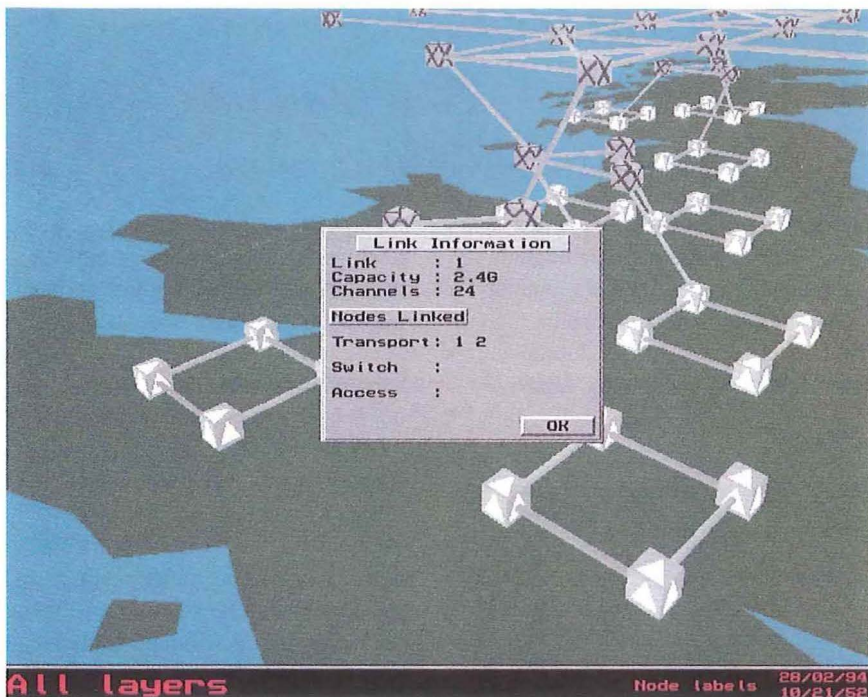 Link Information
Link : 1
Capacity : 2.4G
Channels : 24
Nodes Linked
Transport: 1 2
Switch :
Access :
OK
All layers
Node labels
28/02/94